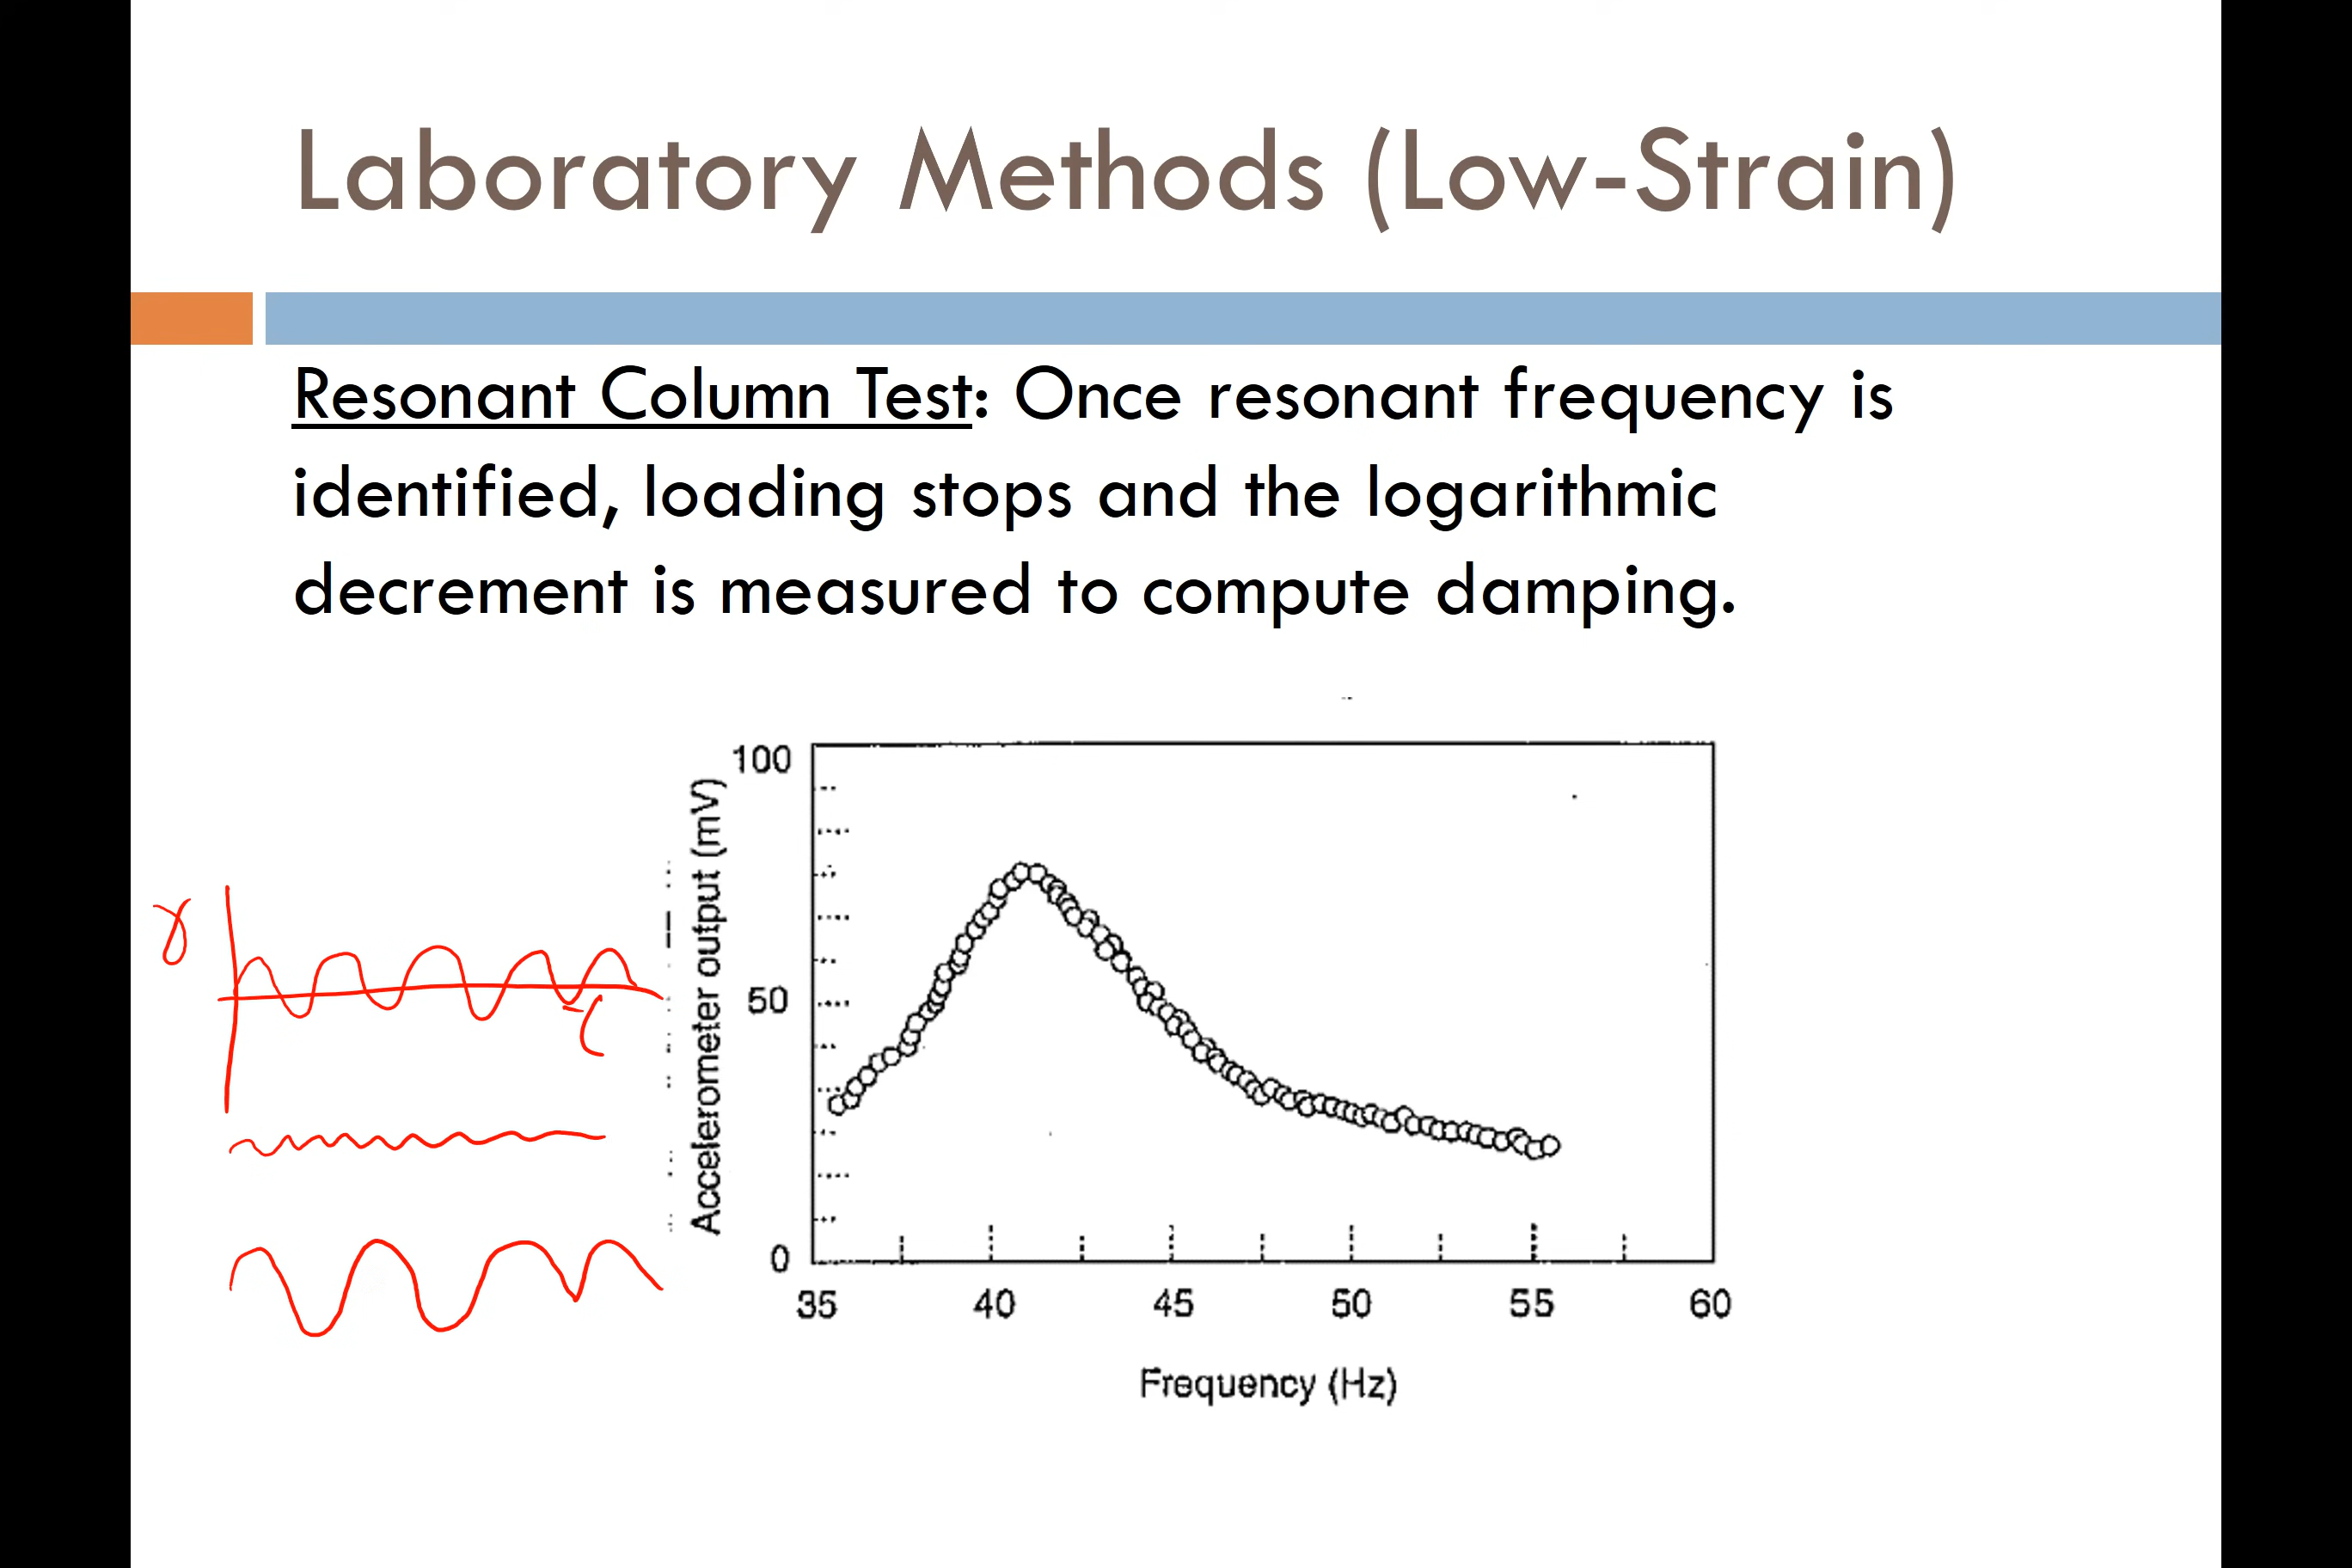 Laboratory Methods (Low-Strain)
Resonant Column Test: Once resonant frequency is
identified, loading stops and the logarithmic
decrement is measured to compute damping.
100
50
0
Accelerometer output (mV)
35 40 45 50 55 60
Frequency (Hz)
γ
t